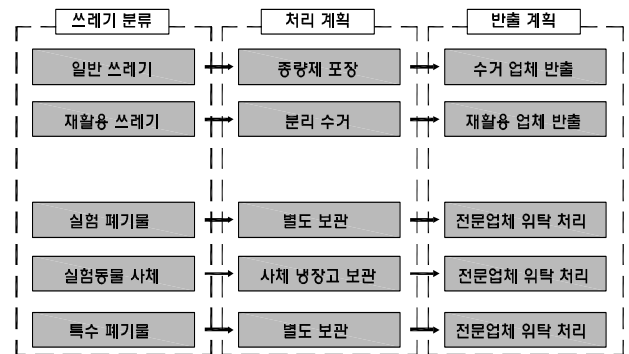 쓰레기 분류
처리 계획
반출 계획
일반 쓰레기
종량제 포장
수거 업체 반출
재활용 쓰레기
분리 수거
재활용 업체 반출
실험 폐기물
별도 보관
전문업체 위탁 처리
실험동물 사체
사체 냉장고 보관
전문업체 위탁 처리
특수 폐기물
별도 보관
전문업체 위탁 처리